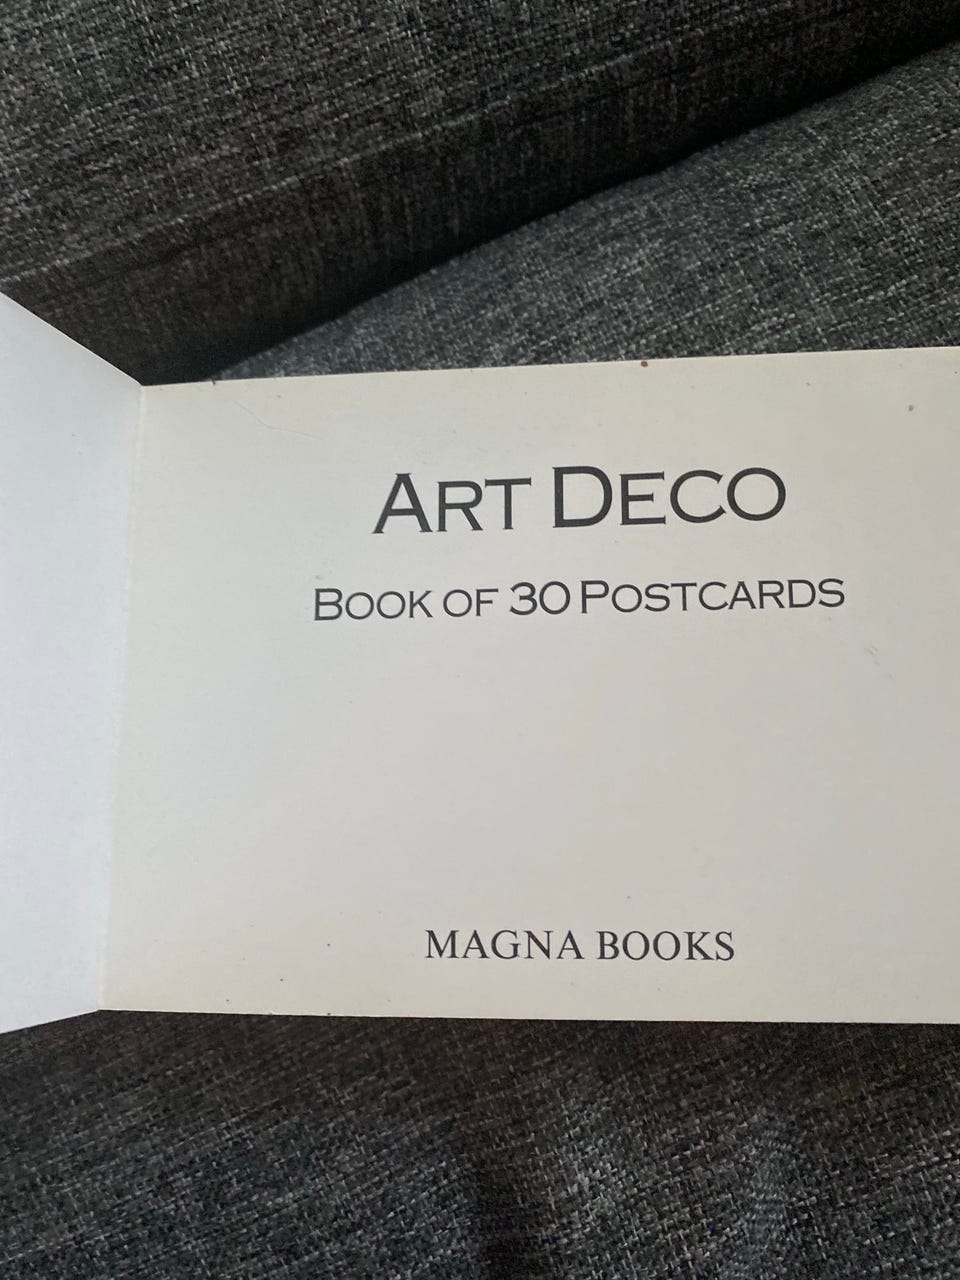 ART DECO
BOOK OF 30 POSTCARDS
MAGNA BOOKS